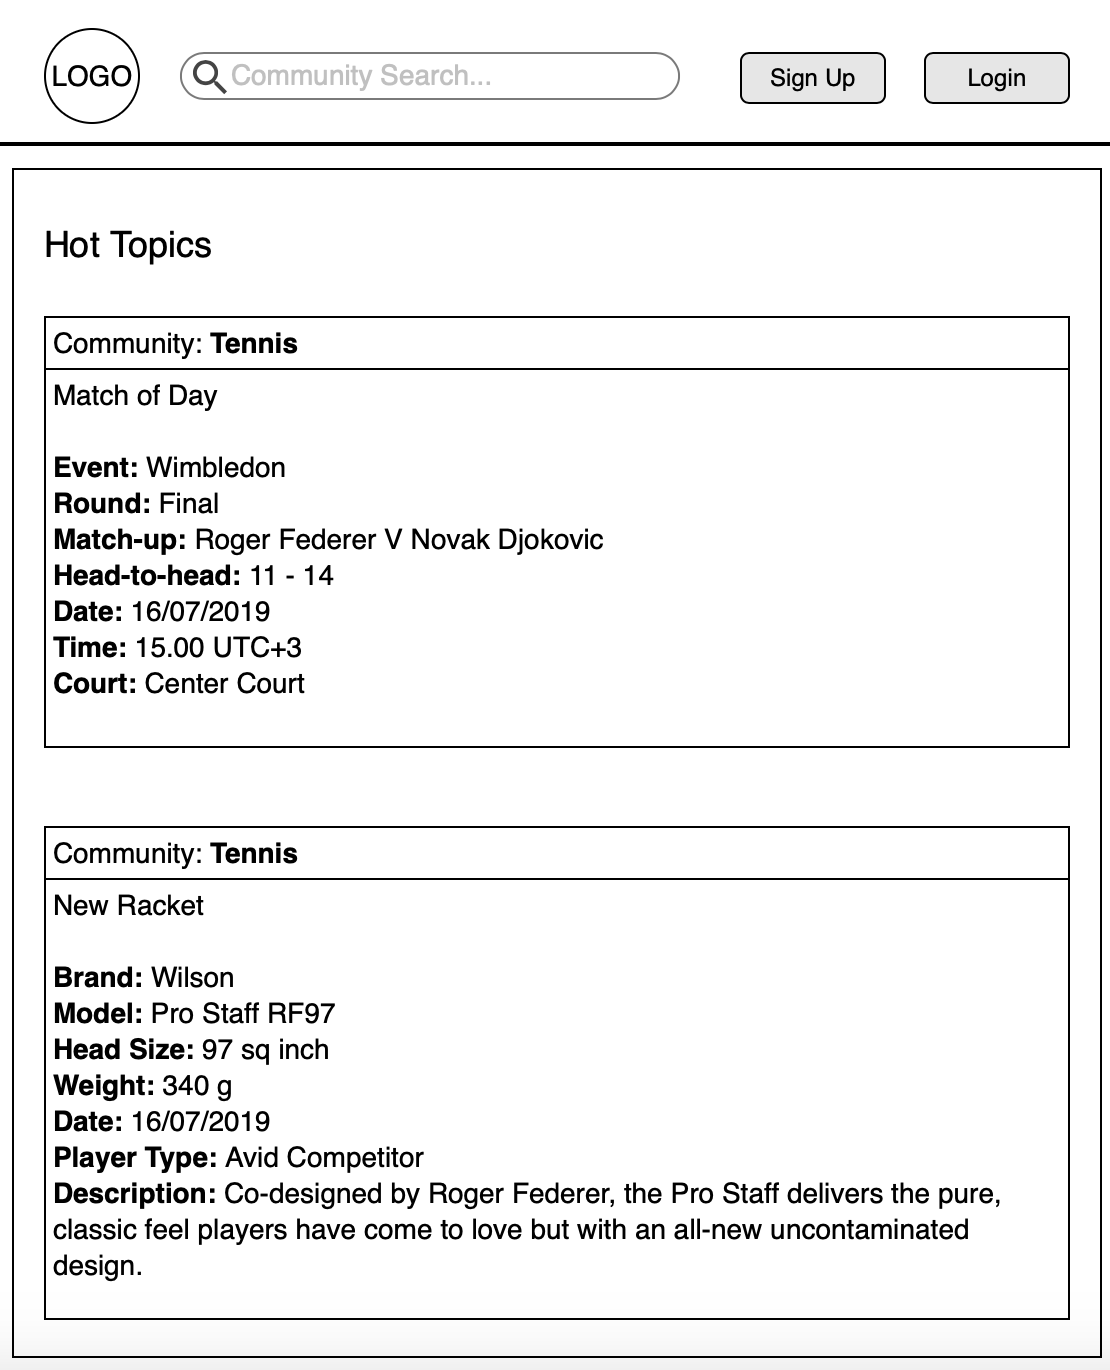 LOGO
Community Search...
Sign Up
Login
Hot Topics
Community: Tennis
Match of Day
Event: Wimbledon
Round: Final
Match-up: Roger Federer V Novak Djokovic
Head-to-head: 11 - 14
Date: 16/07/2019
Time: 15.00 UTC+3
Court: Center Court
Community: Tennis
New Racket
Brand: Wilson
Model: Pro Staff RF97
Head Size: 97 sq inch
Weight: 340 g
Date: 16/07/2019
Player Type: Avid Competitor
Description: Co-designed by Roger Federer, the Pro Staff delivers the pure,
classic feel players have come to love but with an all-new uncontaminated
design.